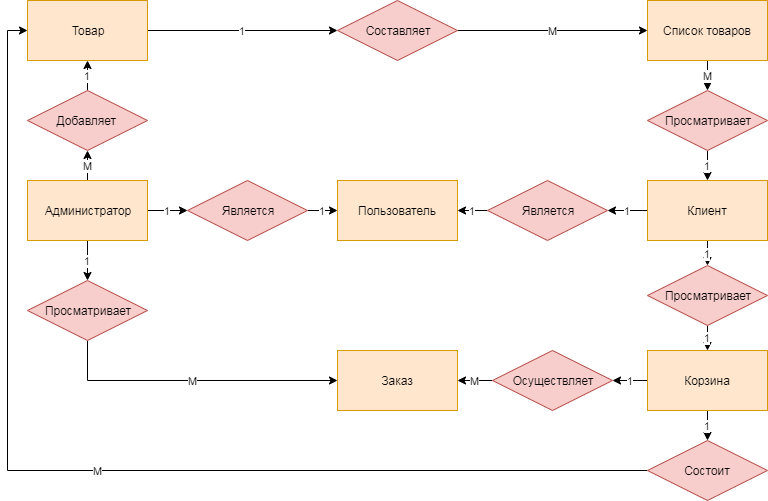 Товар
1
Составляет
M
Список товаров
1
M
Добавляет
Просматривает
M
1
Администратор
1
Является
1
Пользователь
1
Является
1
Клиент
1
1
Просматривает
Просматривает
1
M
Заказ
M
Осуществляет
1
Корзина
1
M
Состоит